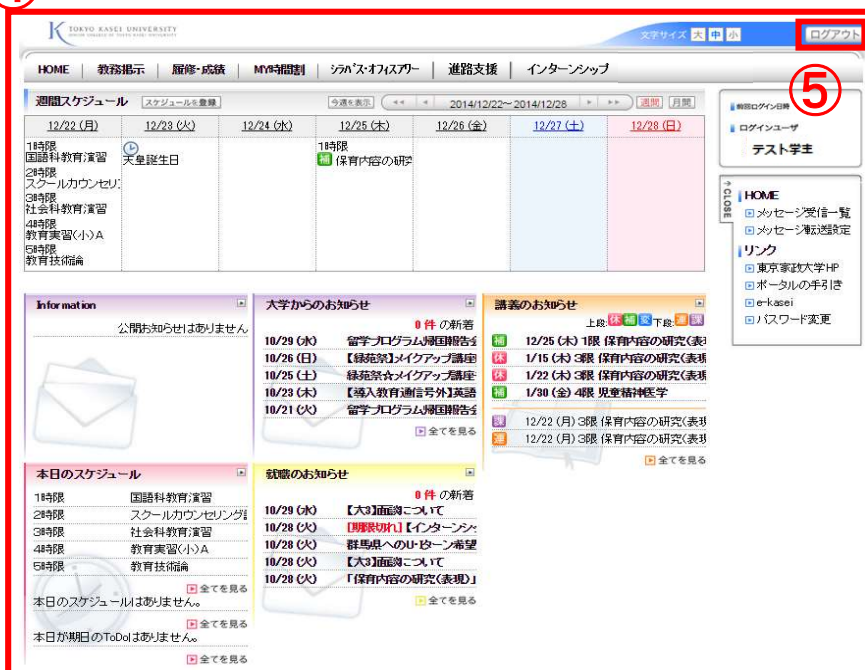 TOKYO KASEI UNIVERSITY
文字サイズ 大 中 小
ログアウト
HOME 教務掲示 履修・成績 MY時間割 シラバス・オフィスアワー 進路支援 インターンシップ
⑤
週間スケジュール スケジュールを登録 今週を表示 2014/12/22～2014/12/28 週間 月間
12/22 (月) 12/23 (火) 12/24 (水) 12/25 (木) 12/26 (金) 12/27 (土) 12/28 (日)
1時限
国語科教育演習
2時限
スクールカウンセリン
3時限
社会科教育演習
4時限
教育実習(小)A
5時限
教育技術論
天皇誕生日
1時限
補 保育内容の研究
前回ログイン日時
ログインユーザ
テスト学主
CLOSE
HOME
メッセージ受信一覧
メッセージ転送設定
リンク
東京家政大学HP
ポータルの手引き
e-kasei
パスワード変更
Information
公開お知らせはありません
大学からのお知らせ
0 件 の新着
10/29 (水) 留学プログラム帰国報告会
10/26 (日) 【緑苑祭】メイクアップ講座
10/25 (土) 緑苑祭☆メイクアップ講座
10/23 (木) 【導入教育通信号外】英語
10/21 (火) 留学プログラム帰国報告会
全てを見る
講義のお知らせ
上段:休 補 変 下段:連 課
補 12/25 (木) 1限 保育内容の研究(表現
休 1/15 (木) 3限 保育内容の研究(表現
休 1/22 (木) 3限 保育内容の研究(表現
補 1/30 (金) 4限 児童精神医学
課 12/22 (月) 3限 保育内容の研究(表現
連 12/22 (月) 3限 保育内容の研究(表現
全てを見る
本日のスケジュール
1時限 国語科教育演習
2時限 スクールカウンセリング
3時限 社会科教育演習
4時限 教育実習(小)A
5時限 教育技術論
全てを見る
本日のスケジュールはありません。
全てを見る
本日が期日のToDoはありません。
全てを見る
就職のお知らせ
0 件 の新着
10/29 (水) 【大3】面談について
10/28 (火) [期限切れ]【インターンシッ
10/28 (火) 群馬県へのU・Iターン希望
10/28 (火) 【大3】面談について
10/28 (火) 「保育内容の研究(表現)」
全てを見る